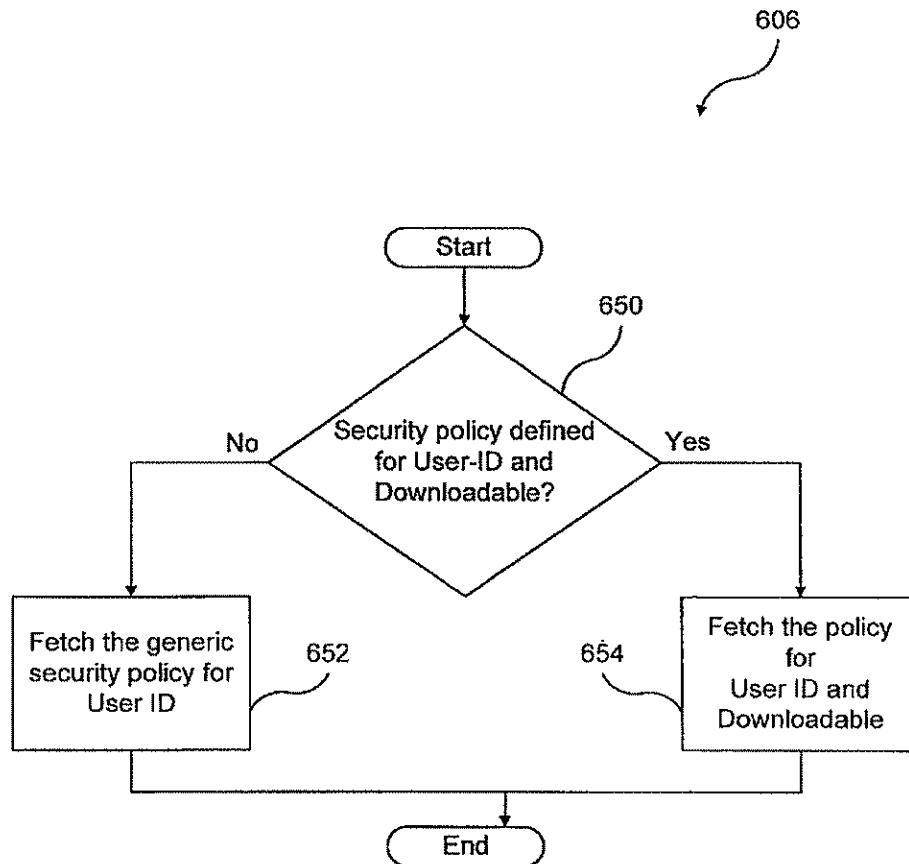 606
Start
650
No
Security policy defined
for User-ID and
Downloadable?
Yes
Fetch the generic
security policy for
User ID
652
654
Fetch the policy
for
User ID and
Downloadable
End